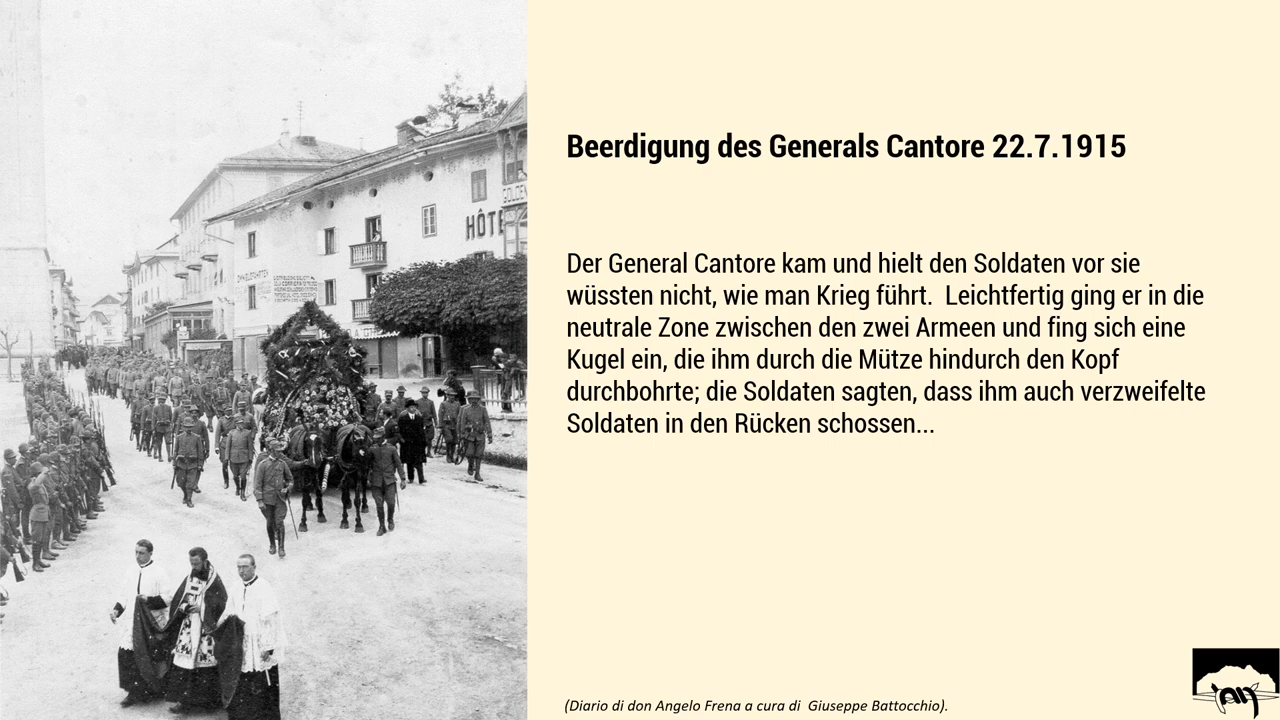 Beerdigung des Generals Cantore 22.7.1915
Der General Cantore kam und hielt den Soldaten vor sie
wüssten nicht, wie man Krieg führt.  Leichtfertig ging er in die
neutrale Zone zwischen den zwei Armeen und fing sich eine
Kugel ein, die ihm durch die Mütze hindurch den Kopf
durchbohrte; die Soldaten sagten, dass ihm auch verzweifelte
Soldaten in den Rücken schossen...
(Diario di don Angelo Frena a cura di  Giuseppe Battocchio).